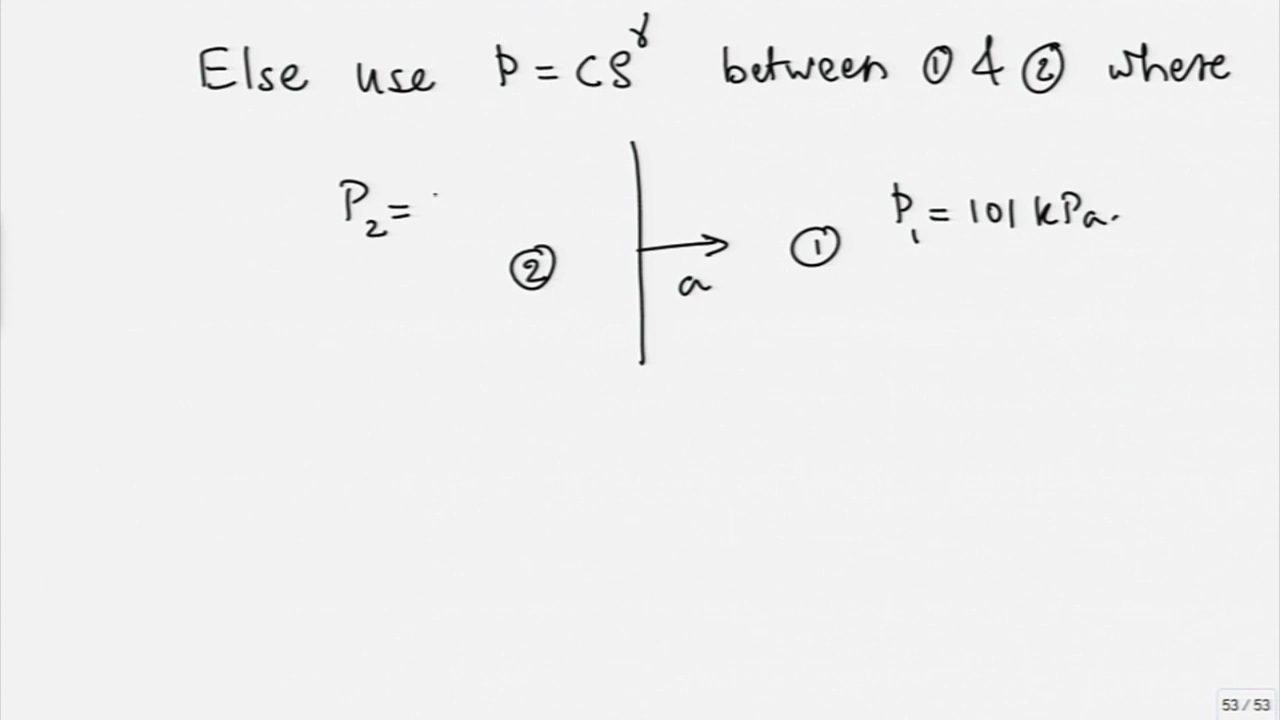 Else use p = Cρ^γ between ① & ② where
P₂ =
p₁ = 101 kPa.
② ①
a
53 / 53